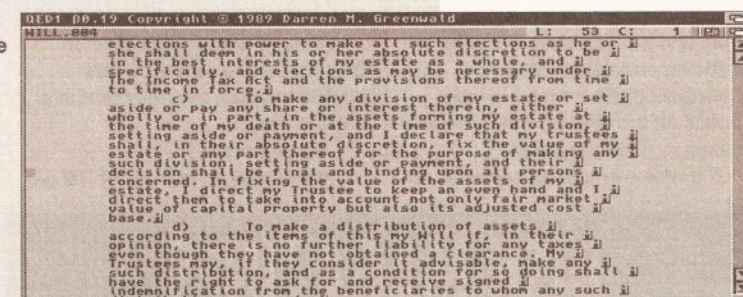 QED1 D0.19 Copyright © 1989 Darren M. Greenwald
WILL.004 L: 53 C: 1
elections with power to make all such elections as he or
she shall deem in his or her absolute discretion to be
in the best interests of my estate as a whole, and
specifically, and elections as may be necessary under
The Income Tax Act and the provisions thereof from time
to time in force.
c) To make any division of my estate or set
aside or pay any share or interest therein, either
wholly or in part, in the assets forming my estate at
the time of my death or at the time of such division,
setting aside or payment, and I declare that my trustees
shall, in their absolute discretion, fix the value of my
estate or any part thereof for the purpose of making any
such division, setting aside or payment, and their
decision shall be final and binding upon all persons
concerned. In fixing the value of the assets of my
estate, I direct my Trustee to keep an even hand and I
direct them to take into account not only fair market
value of capital property but also its adjusted cost
base.
d) To make a distribution of assets
according to the items of this my Will if, in their
opinion, there is no further liability for any taxes
even though they have not obtained a clearance. My
Trustees may, if they consider it advisable, make any
such distribution, and as a condition for so doing shall
have the right to ask for and receive signed
indemnification from the beneficiaries to whom any such
e